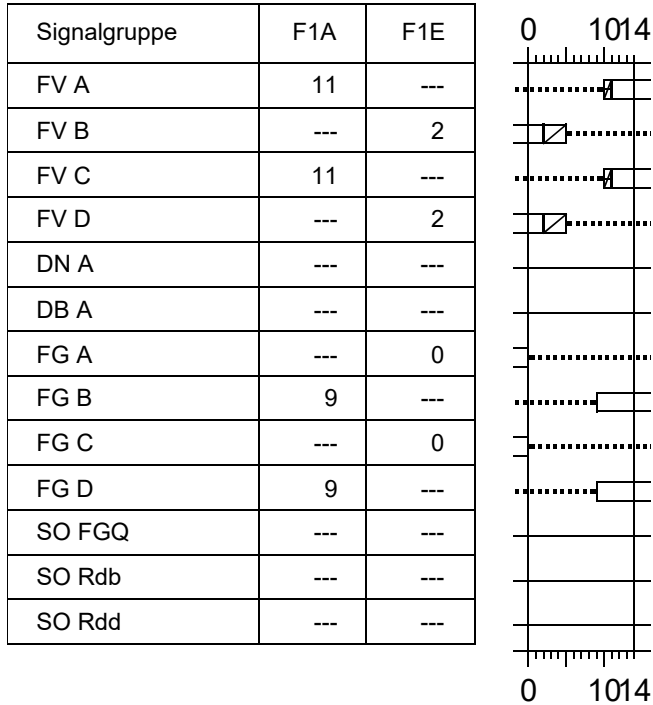 Signalgruppe F1A F1E 0 1014
FV A 11 ---
FV B --- 2
FV C 11 ---
FV D --- 2
DN A --- ---
DB A --- ---
FG A --- 0
FG B 9 ---
FG C --- 0
FG D 9 ---
SO FGQ --- ---
SO Rdb --- ---
SO Rdd --- ---
0 1014